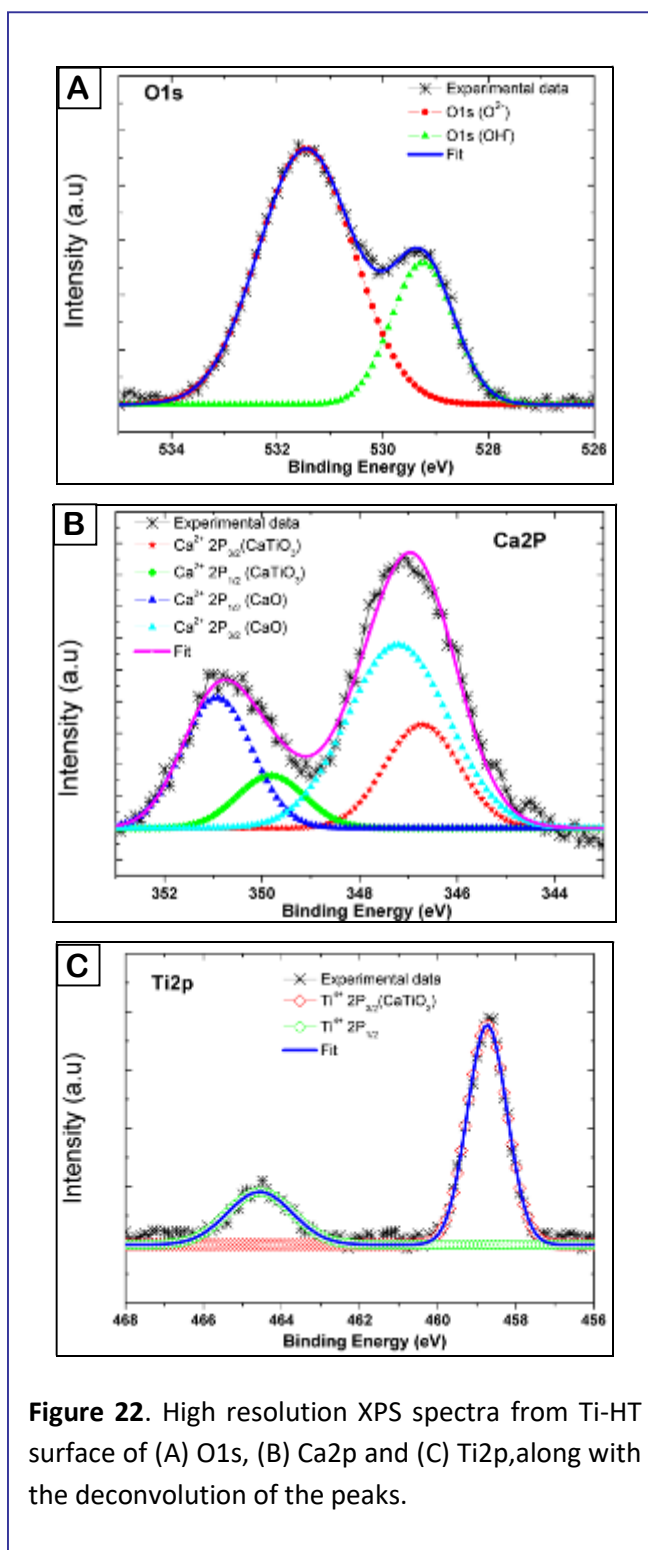 A
O1s
Experimental data
O1s (O²⁻)
O1s (OH⁻)
Fit
Intensity (a.u)
534 532 530 528 526
Binding Energy (eV)
B
Ca2P
Experimental data
Ca²⁺ 2P₃/₂(CaTiO₃)
Ca²⁺ 2P₁/₂ (CaTiO₃)
Ca²⁺ 2P₁/₂ (CaO)
Ca²⁺ 2P₃/₂ (CaO)
Fit
Intensity (a.u)
352 350 348 346 344
Binding Energy (eV)
C
Ti2p
Experimental data
Ti⁴⁺ 2P₃/₂(CaTiO₃)
Ti⁴⁺ 2P₁/₂
Fit
Intensity (a.u)
468 466 464 462 460 458 456
Binding Energy (eV)
Figure 22. High resolution XPS spectra from Ti-HT
surface of (A) O1s, (B) Ca2p and (C) Ti2p,along with
the deconvolution of the peaks.